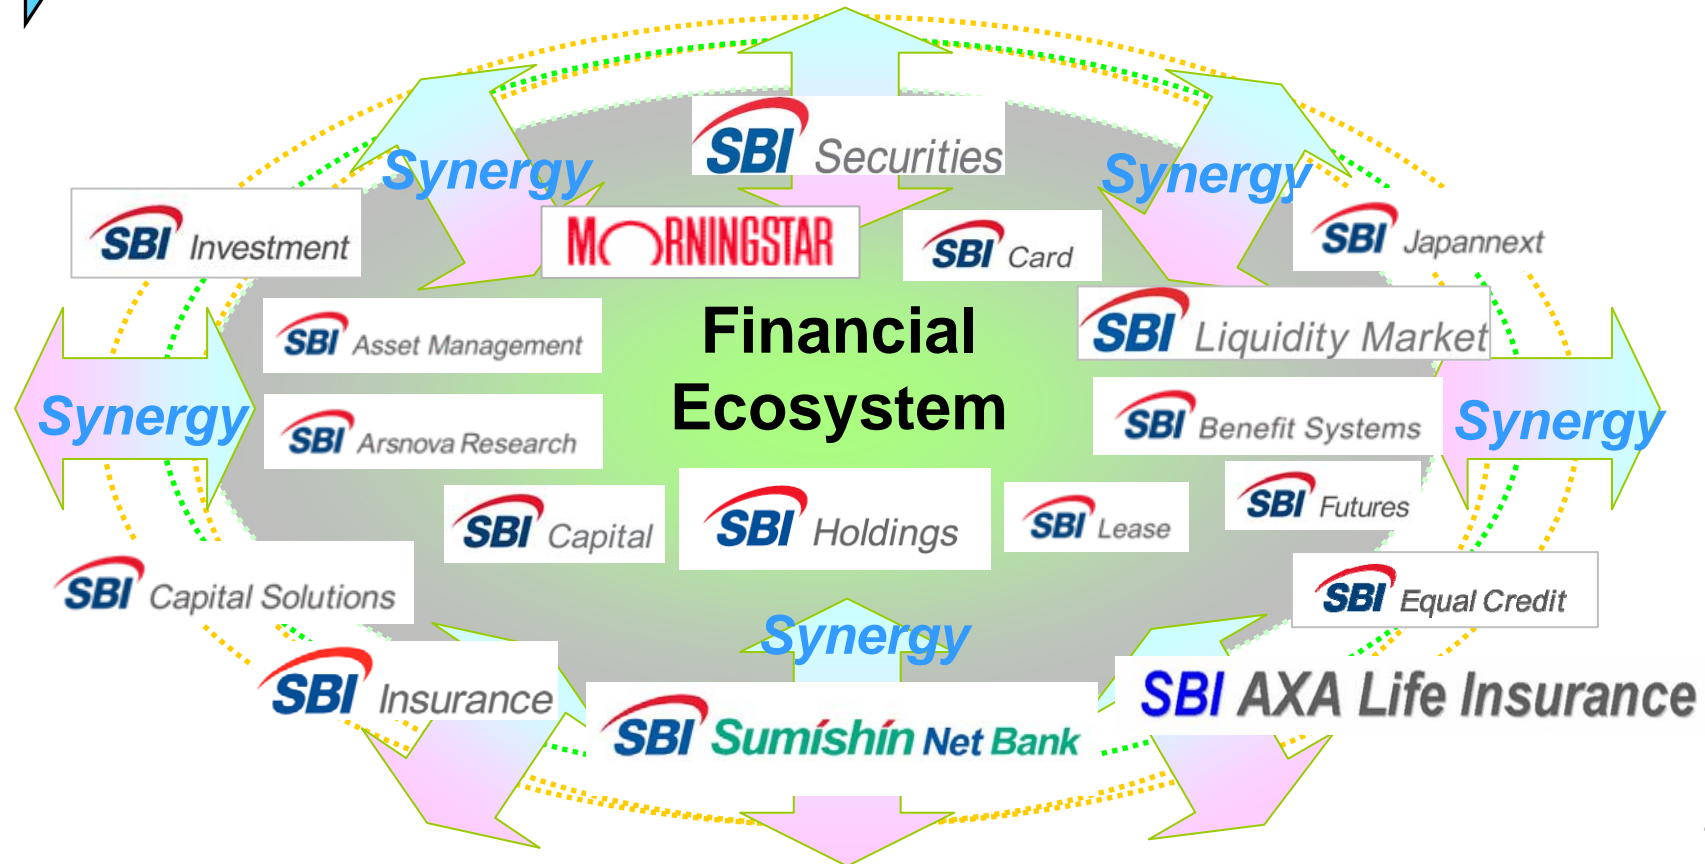 SBI Securities
Synergy
Synergy
SBI Investment
MORNINGSTAR
SBI Card
SBI Japannext
SBI Asset Management
Financial
Ecosystem
SBI Liquidity Market
Synergy
SBI Arsnova Research
SBI Benefit Systems
Synergy
SBI Capital
SBI Holdings
SBI Lease
SBI Futures
SBI Capital Solutions
SBI Equal Credit
Synergy
SBI Insurance
SBI Sumishin Net Bank
SBI AXA Life Insurance